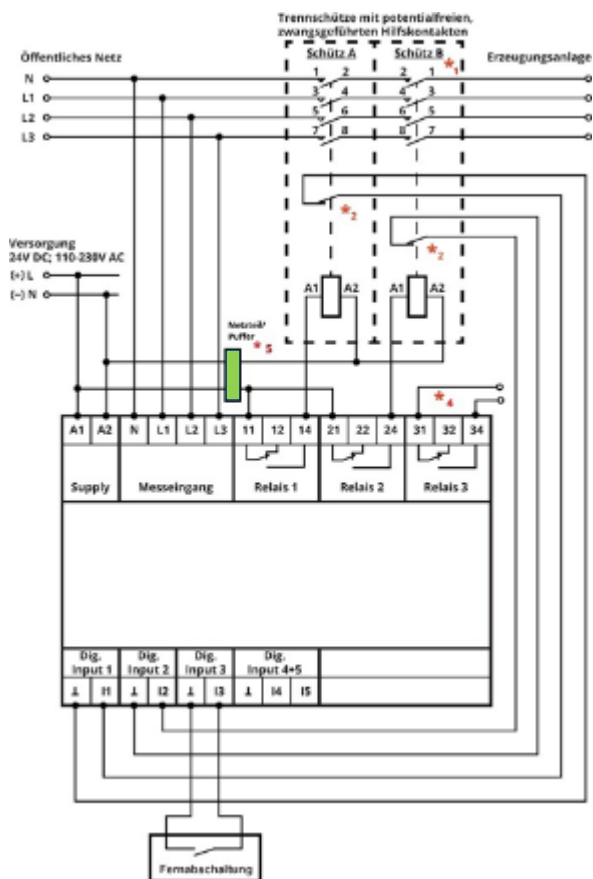 Trennschütze mit potentialfreien,
zwangsgeführten Hilfskontakten
Öffentliches Netz
Schütz A
Schütz B
*1
Erzeugungsanlage
N
1 2
2 1
L1
3 4
4 3
L2
5 6
6 5
L3
7 8
8 7
*2
*2
Versorgung
24V DC; 110-230V AC
(+) L
(-) N
A1 A2
A1 A2
Netzteil/
Puffer
*5
*4
A1 A2 N L1 L2 L3 11 12 14 21 22 24 31 32 34
Supply Messeingang Relais 1 Relais 2 Relais 3
Dig. Input 1
Dig. Input 2
Dig. Input 3
Dig. Input 4+5
⊥ I1 ⊥ I2 ⊥ I3 ⊥ I4 I5
Fernabschaltung